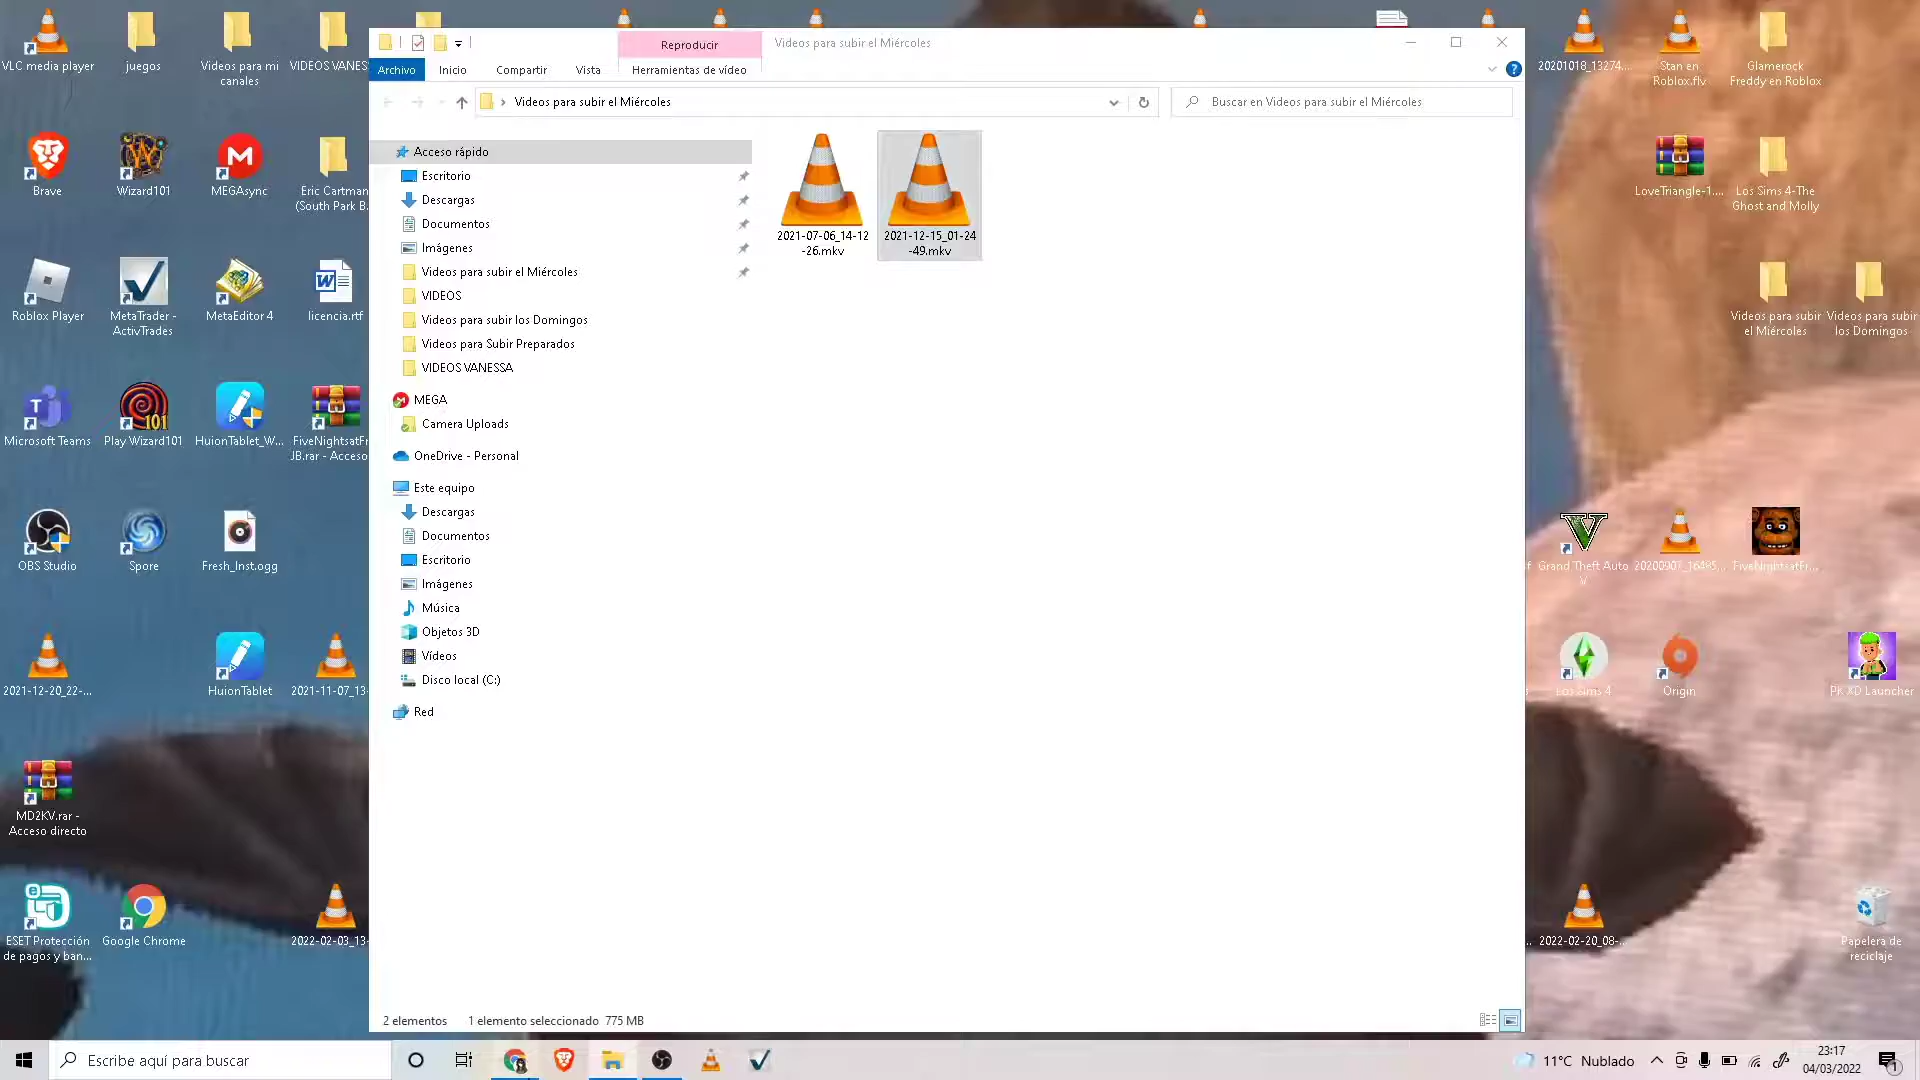 VLC media player
juegos
Videos para mi
canales
VIDEOS VANES
Brave
Wizard101
MEGAsync
Eric Cartman
(South Park B.
Roblox Player
MetaTrader -
ActivTrades
MetaEditor 4
licencia.rtf
Microsoft Teams
Play Wizard101
HuionTablet_W...
FiveNightsatFr
JB.rar - Acceso
OBS Studio
Spore
Fresh_Inst.ogg
2021-12-20_22-...
HuionTablet
2021-11-07_13-
MD2KV.rar -
Acceso directo
ESET Protección
de pagos y ban...
Google Chrome
2022-02-03_13-
Reproducir
Videos para subir el Miércoles
Archivo
Inicio
Compartir
Vista
Herramientas de vídeo
Videos para subir el Miércoles
Buscar en Videos para subir el Miércoles
Acceso rápido
Escritorio
Descargas
Documentos
Imágenes
Videos para subir el Miércoles
VIDEOS
Videos para subir los Domingos
Videos para Subir Preparados
VIDEOS VANESSA
MEGA
Camera Uploads
OneDrive - Personal
Este equipo
Descargas
Documentos
Escritorio
Imágenes
Música
Objetos 3D
Vídeos
Disco local (C:)
Red
2021-07-06_14-12
-26.mkv
2021-12-15_01-24
-49.mkv
2 elementos
1 elemento seleccionado 775 MB
20201018_13274...
Stan en
Roblox.flv
Glamerock
Freddy en Roblox
LoveTriangle-1....
Los Sims 4-The
Ghost and Molly
Videos para subir
el Miércoles
Videos para subir
los Domingos
Grand Theft Auto
V
20200907_16485...
FiveNightsatFr...
Los Sims 4
Origin
PK XD Launcher
2022-02-20_08-...
Papelera de
reciclaje
Escribe aquí para buscar
11°C Nublado
23:17
04/03/2022
1